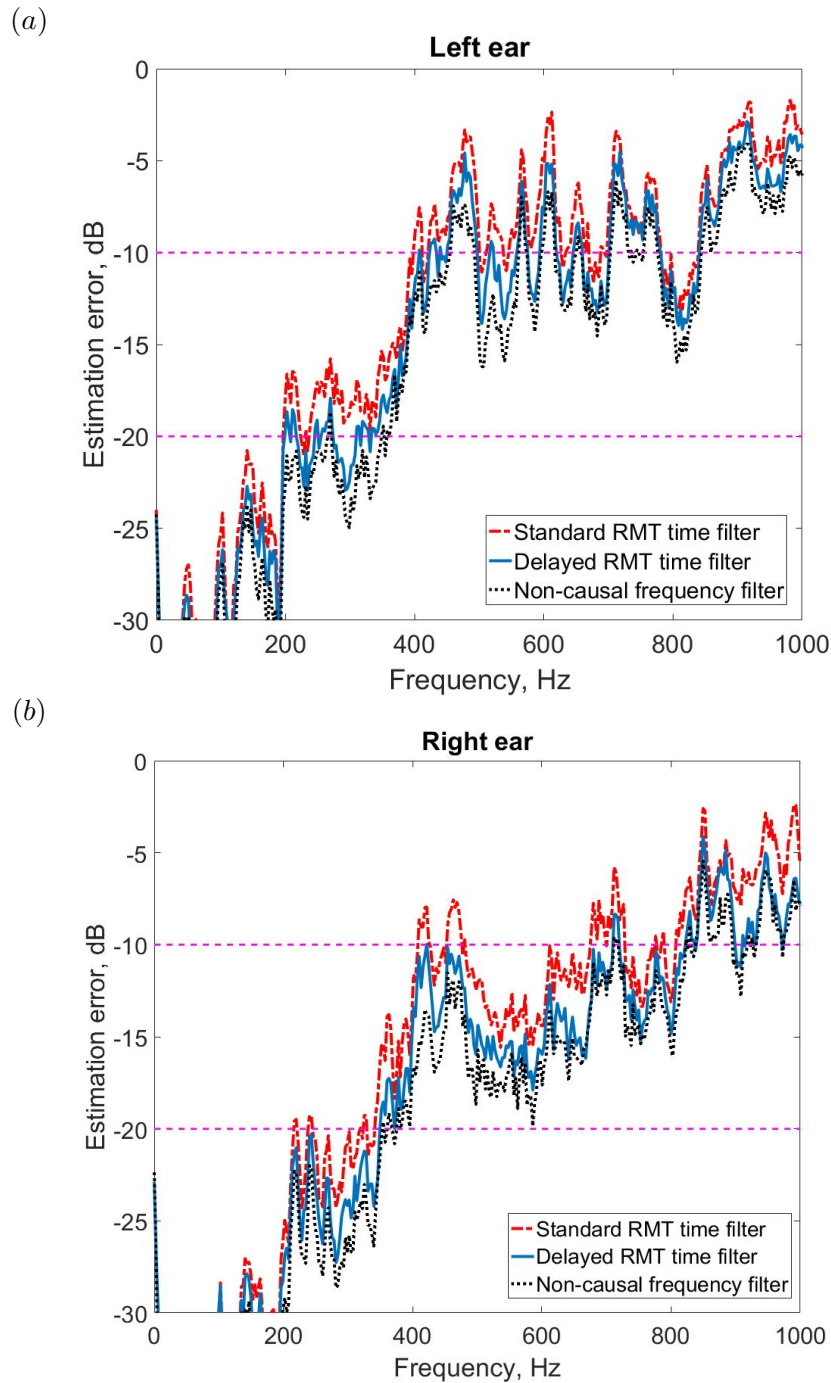 (a)
Left ear
0
-5
-10
-15
-20
-25
-30
Estimation error, dB
Standard RMT time filter
Delayed RMT time filter
Non-causal frequency filter
0 200 400 600 800 1000
Frequency, Hz
(b)
Right ear
0
-5
-10
-15
-20
-25
-30
Estimation error, dB
Standard RMT time filter
Delayed RMT time filter
Non-causal frequency filter
0 200 400 600 800 1000
Frequency, Hz